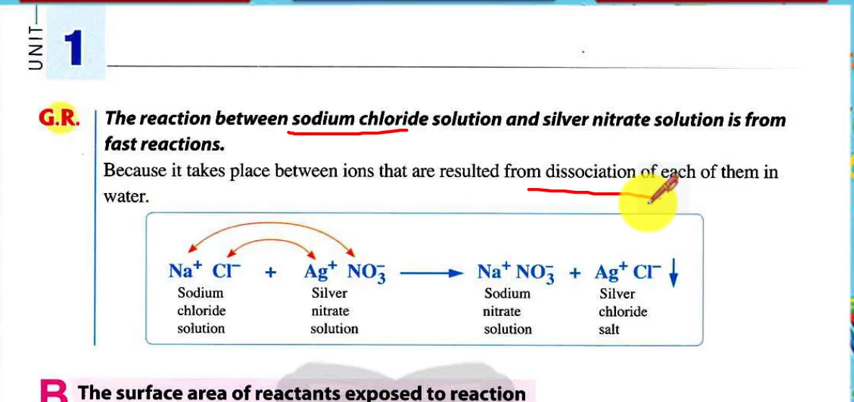 UNIT
1
G.R. The reaction between sodium chloride solution and silver nitrate solution is from
fast reactions.
Because it takes place between ions that are resulted from dissociation of each of them in
water.
Na⁺ Cl⁻ + Ag⁺ NO₃⁻ ⟶ Na⁺ NO₃⁻ + Ag⁺ Cl⁻ ↓
Sodium Silver Sodium Silver
chloride nitrate nitrate chloride
solution solution solution salt
B The surface area of reactants exposed to reaction